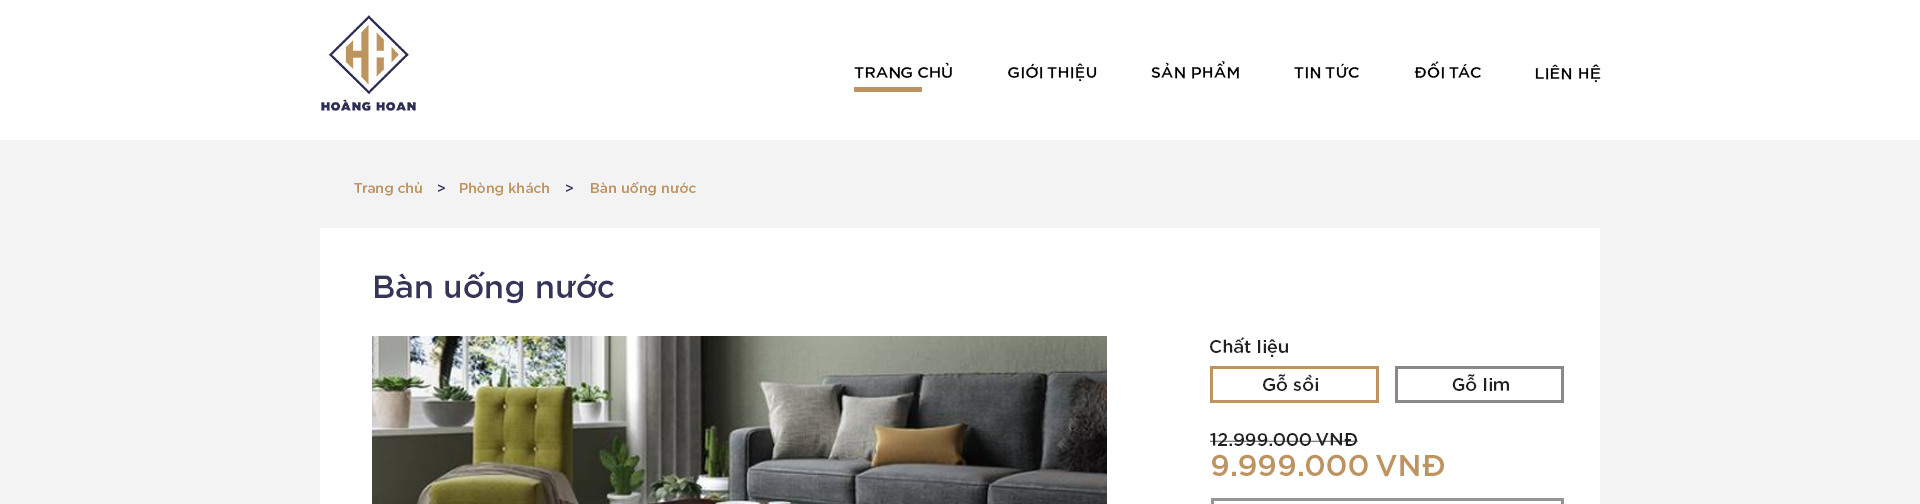 HOÀNG HOAN
TRANG CHỦ GIỚI THIỆU SẢN PHẨM TIN TỨC ĐỐI TÁC LIÊN HỆ
Trang chủ > Phòng khách > Bàn uống nước
Bàn uống nước
Chất liệu
Gỗ sồi Gỗ lim
12.999.000 VNĐ
9.999.000 VNĐ